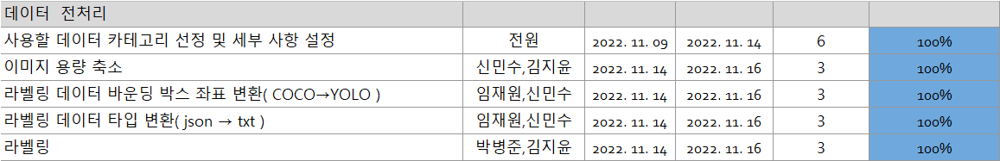 데이터 전처리
사용할 데이터 카테고리 선정 및 세부 사항 설정 전원 2022. 11. 09 2022. 11. 14 6 100%
이미지 용량 축소 신민수,김지윤 2022. 11. 14 2022. 11. 16 3 100%
라벨링 데이터 바운딩 박스 좌표 변환( COCO→YOLO ) 임재원,신민수 2022. 11. 14 2022. 11. 16 3 100%
라벨링 데이터 타입 변환( json → txt ) 임재원,신민수 2022. 11. 14 2022. 11. 16 3 100%
라벨링 박병준,김지윤 2022. 11. 14 2022. 11. 16 3 100%